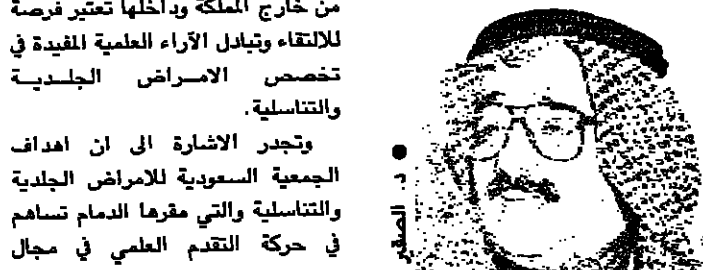 من خارج المملكة وداخلها تعتبر فرصة
للالتقاء وتبادل الآراء العلمية المفيدة في
تخصص الامراض الجلدية
والتناسلية.
وتجدر الاشارة الى ان اهداف
الجمعية السعودية للامراض الجلدية
والتناسلية والتي مقرها الدمام تساهم
في حركة التقدم العلمي في مجال
● د. الصقير